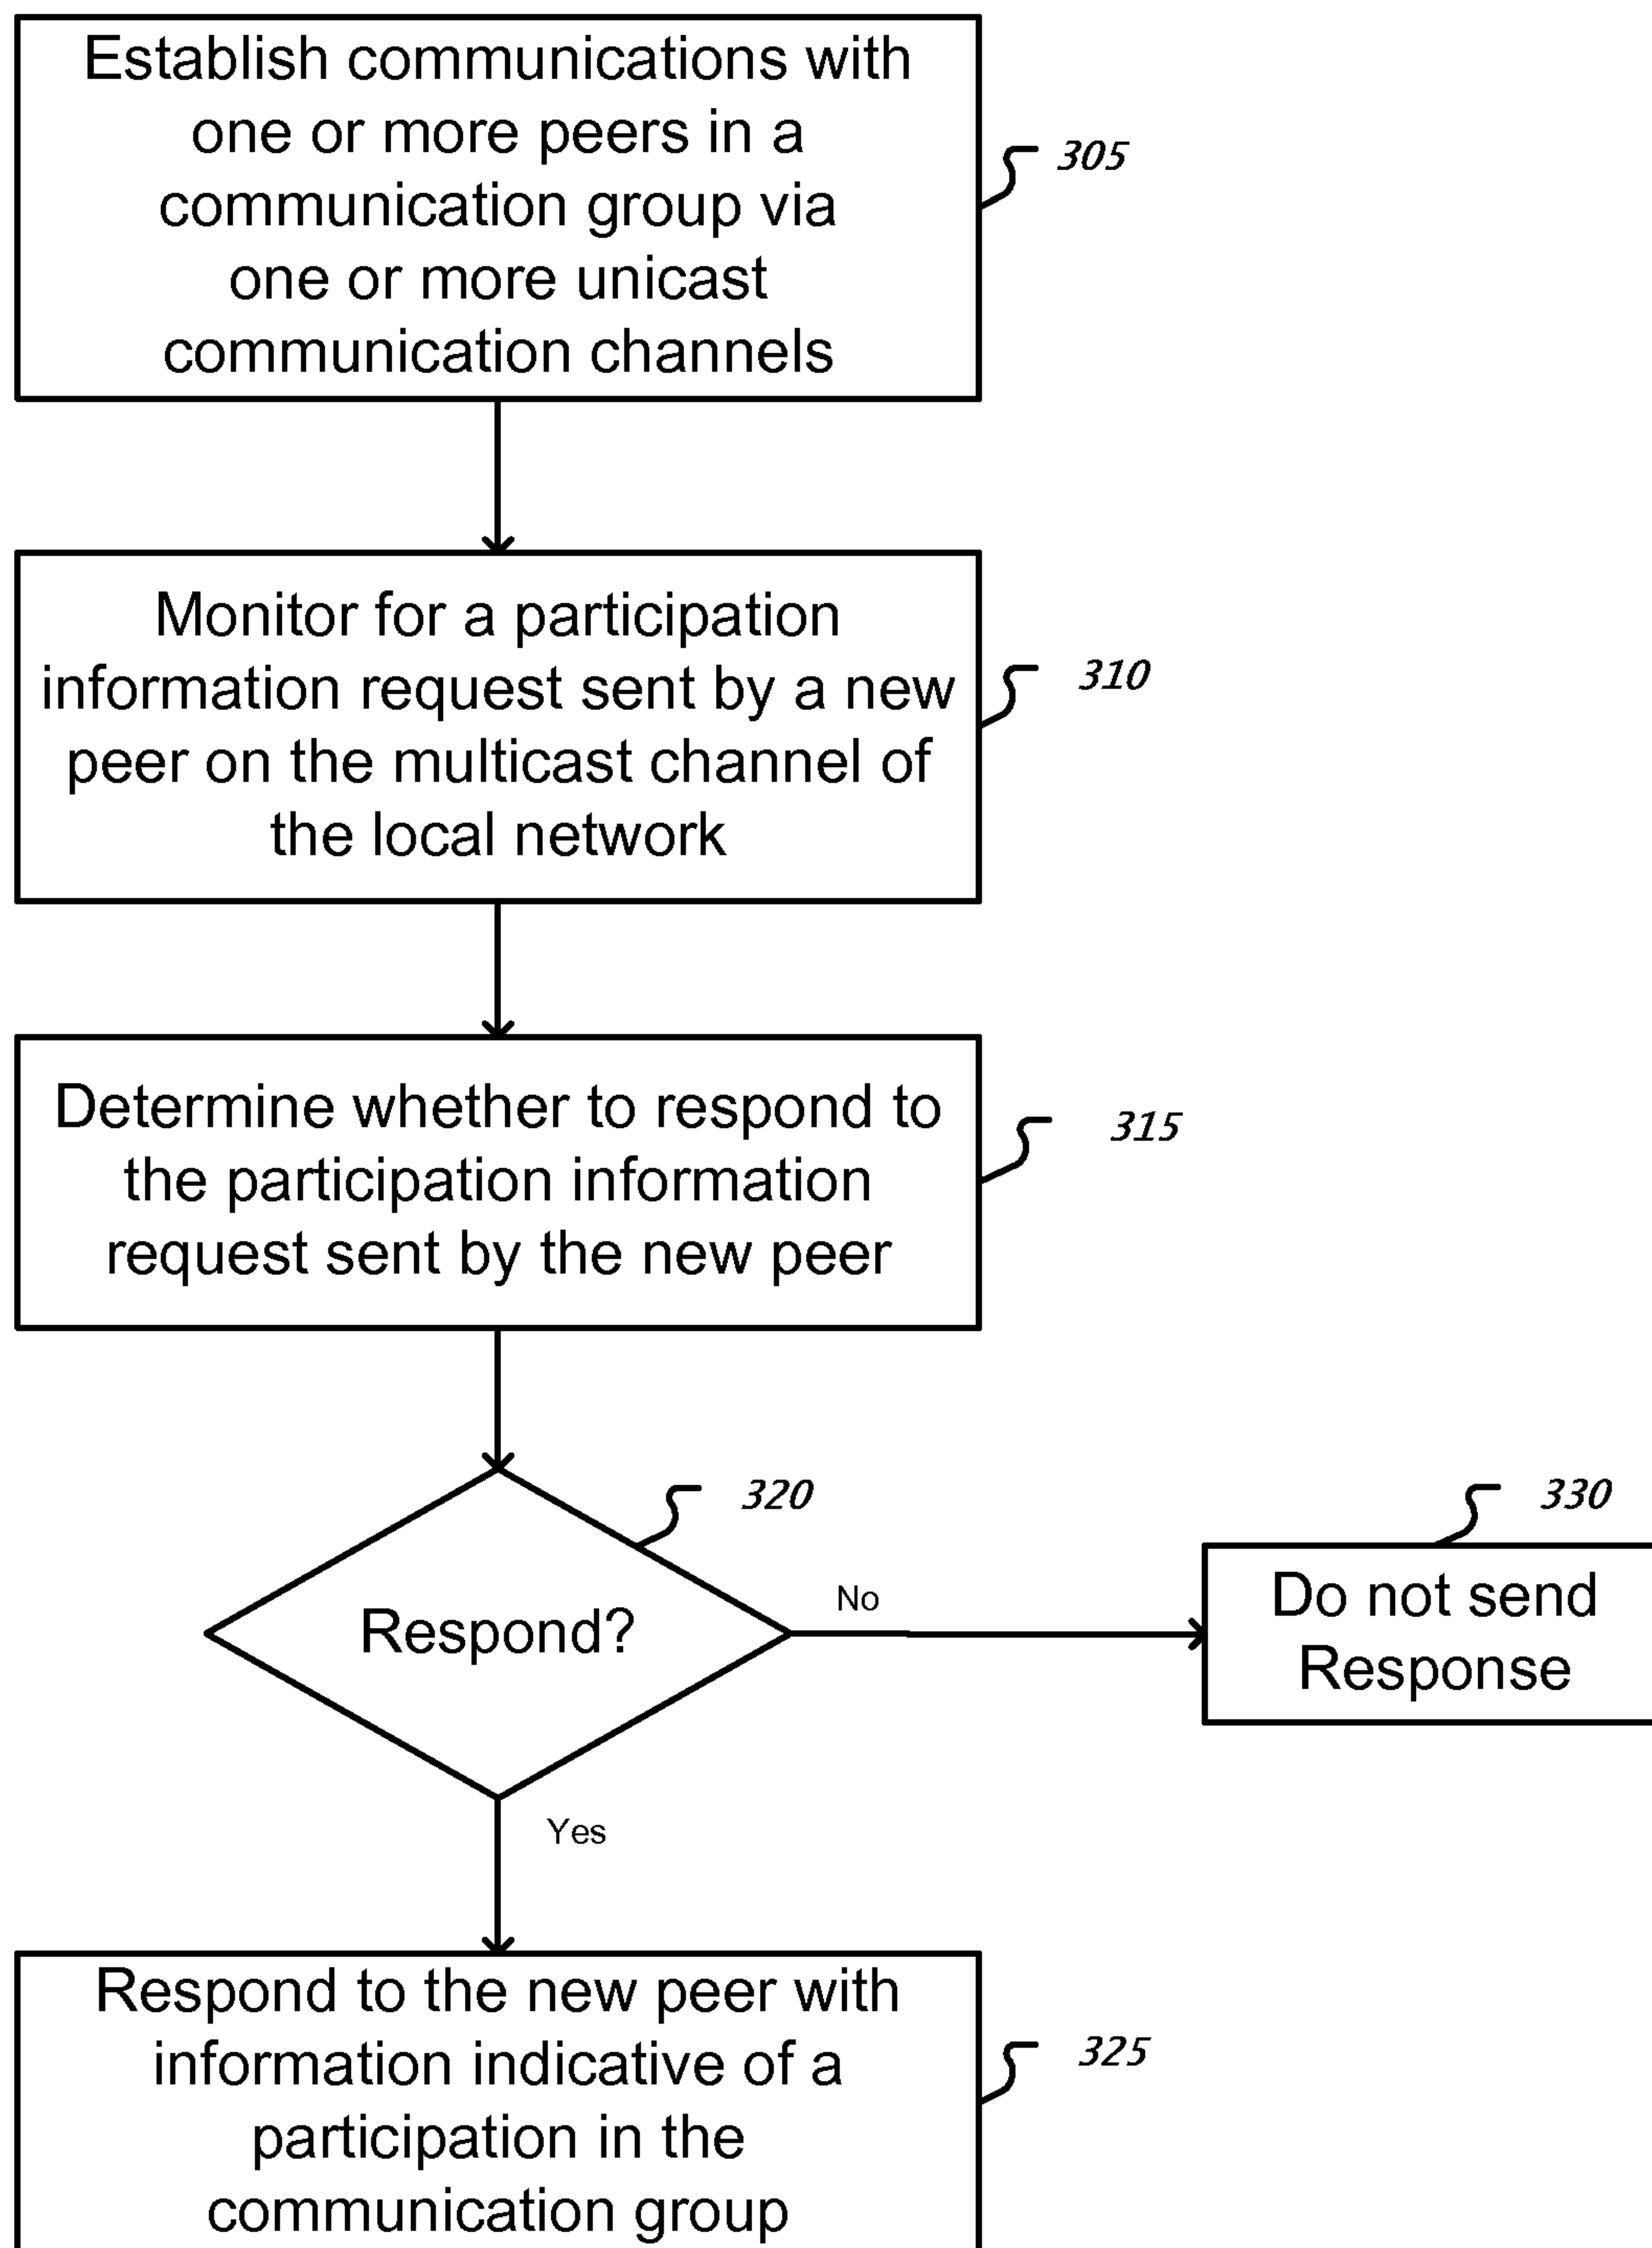 Establish communications with
one or more peers in a
communication group via
one or more unicast
communication channels
305
Monitor for a participation
information request sent by a new
peer on the multicast channel of
the local network
310
Determine whether to respond to
the participation information
request sent by the new peer
315
320
Respond?
No
330
Do not send
Response
Yes
Respond to the new peer with
information indicative of a
participation in the
communication group
325